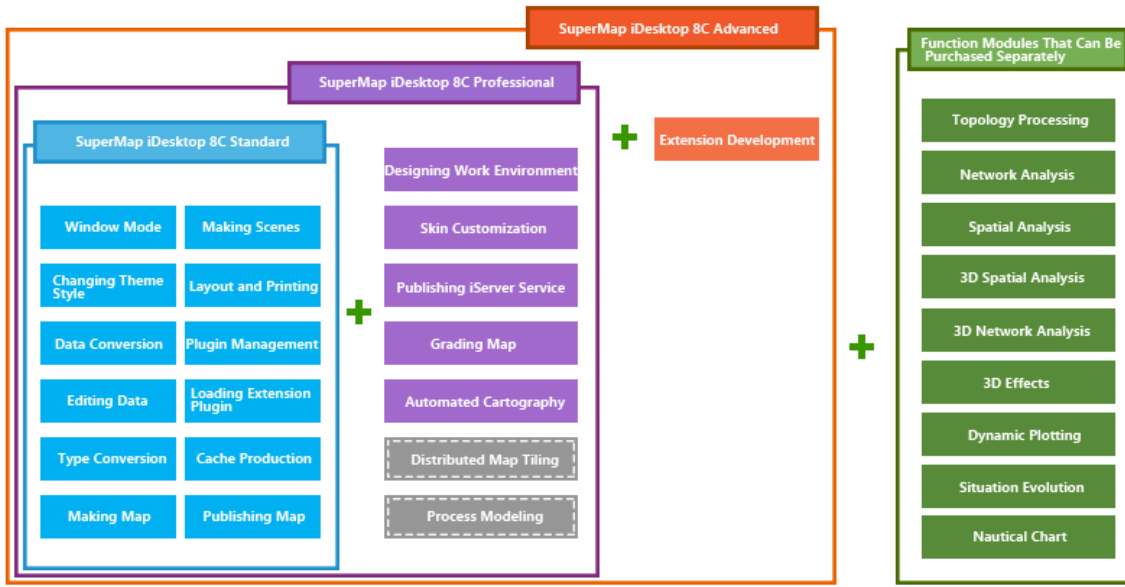 SuperMap iDesktop 8C Advanced
SuperMap iDesktop 8C Professional
SuperMap iDesktop 8C Standard
Window Mode
Making Scenes
Changing Theme
Style
Layout and Printing
Data Conversion
Plugin Management
Editing Data
Loading Extension
Plugin
Type Conversion
Cache Production
Making Map
Publishing Map
Designing Work Environment
Skin Customization
Publishing iServer Service
Grading Map
Automated Cartography
Distributed Map Tiling
Process Modeling
Extension Development
Function Modules That Can Be
Purchased Separately
Topology Processing
Network Analysis
Spatial Analysis
3D Spatial Analysis
3D Network Analysis
3D Effects
Dynamic Plotting
Situation Evolution
Nautical Chart